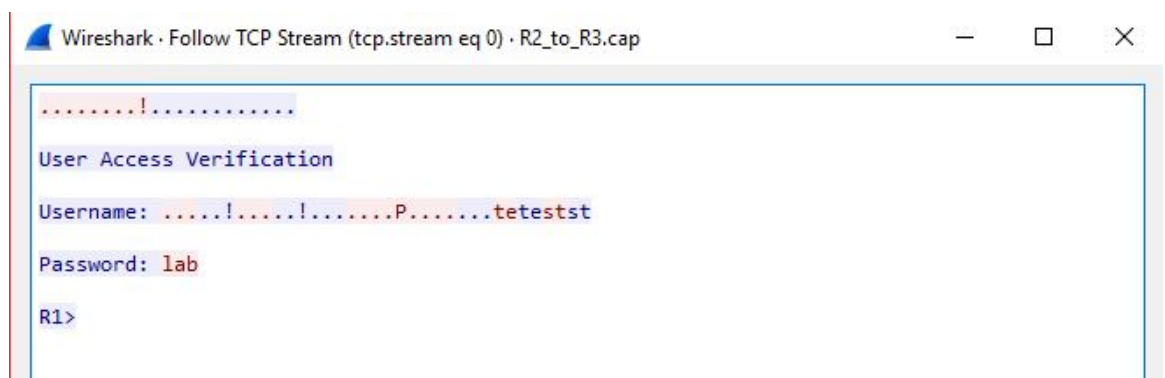 Wireshark · Follow TCP Stream (tcp.stream eq 0) · R2_to_R3.cap
........!............
User Access Verification
Username: .....!.....!.......P.......tetestst
Password: lab
R1>